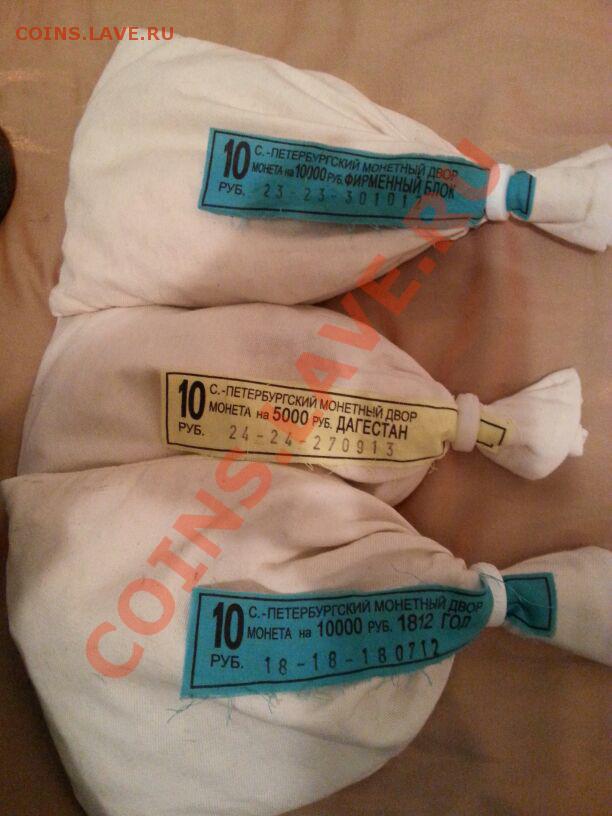 COINS.LAVE.RU
10 С.-ПЕТЕРБУРГСКИЙ МОНЕТНЫЙ ДВОР
МОНЕТА на 10000 РУБ. ФИРМЕННЫЙ БЛОК
РУБ. 23-23-301012
10 С.-ПЕТЕРБУРГСКИЙ МОНЕТНЫЙ ДВОР
МОНЕТА на 5000 РУБ. ДАГЕСТАН
РУБ. 24-24-270913
10 С.-ПЕТЕРБУРГСКИЙ МОНЕТНЫЙ ДВОР
МОНЕТА на 10000 РУБ. 1812 ГОД
РУБ. 18-18-180712
COINS.LAVE.RU